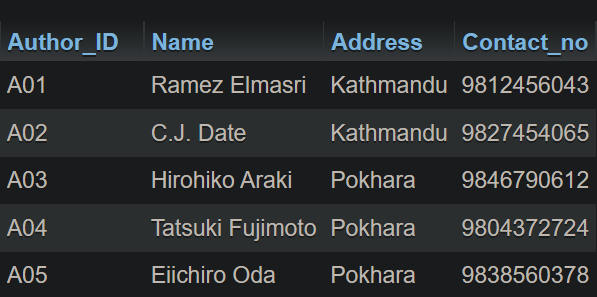 Author_ID Name Address Contact_no
A01 Ramez Elmasri Kathmandu 9812456043
A02 C.J. Date Kathmandu 9827454065
A03 Hirohiko Araki Pokhara 9846790612
A04 Tatsuki Fujimoto Pokhara 9804372724
A05 Eiichiro Oda Pokhara 9838560378